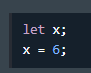 let x;
x = 6;